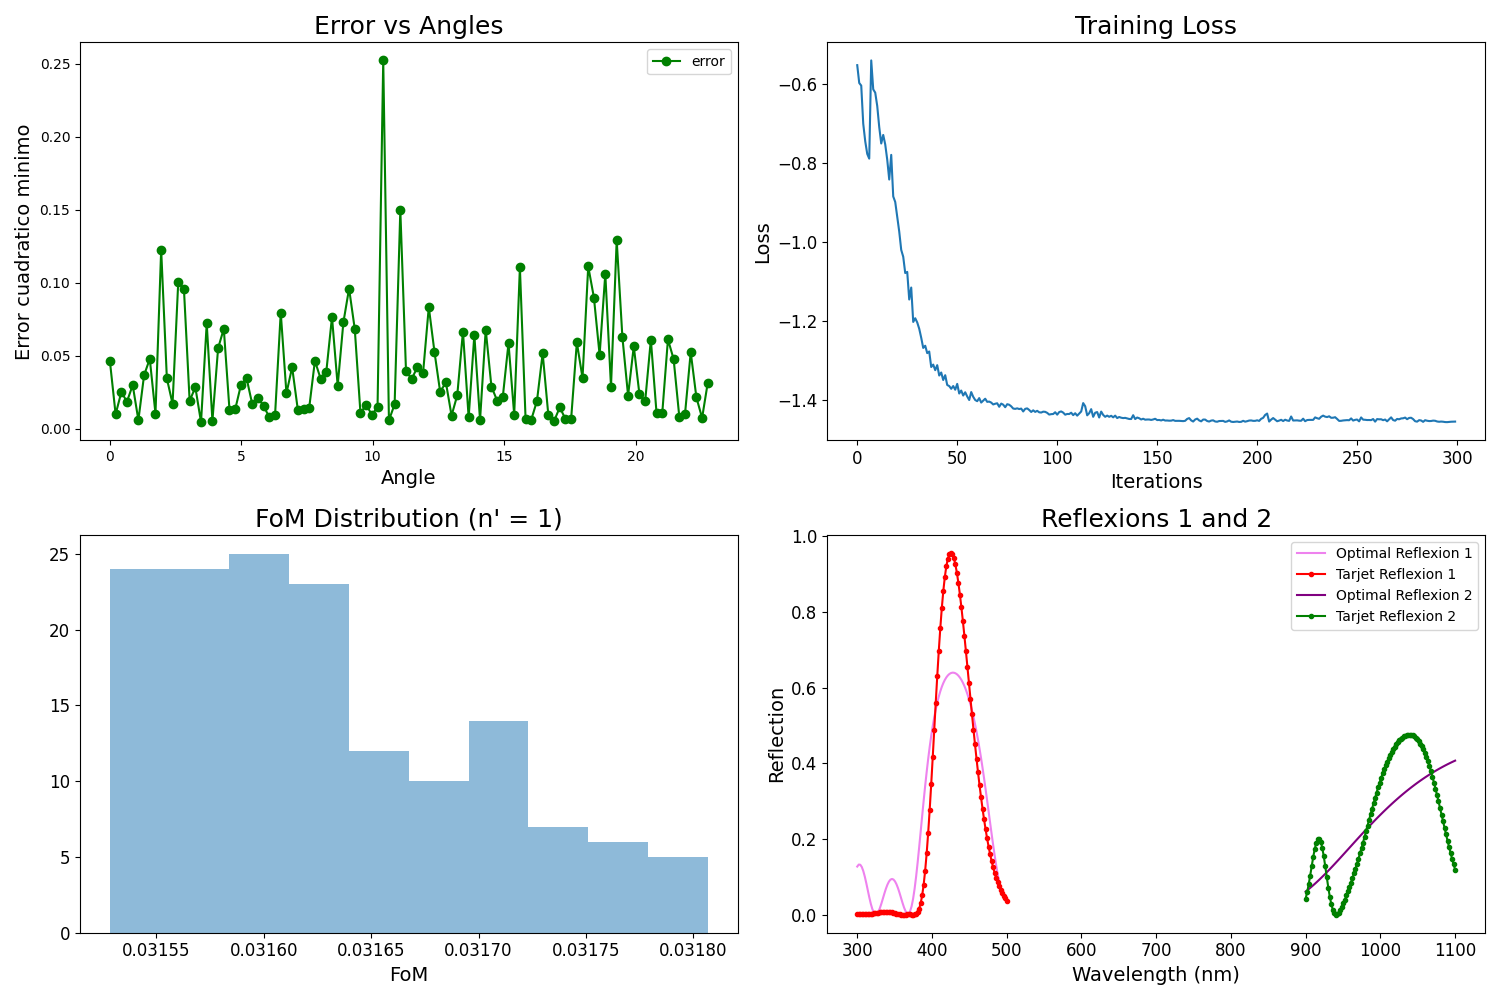 Error vs Angles
Error cuadratico minimo
0.25
0.20
0.15
0.10
0.05
0.00
error
0 5 10 15 20
Angle
Training Loss
Loss
−0.6
−0.8
−1.0
−1.2
−1.4
0 50 100 150 200 250 300
Iterations
FoM Distribution (n' = 1)
25
20
15
10
5
0
0.03155 0.03160 0.03165 0.03170 0.03175 0.03180
FoM
Reflexions 1 and 2
Reflection
1.0
0.8
0.6
0.4
0.2
0.0
Optimal Reflexion 1
Tarjet Reflexion 1
Optimal Reflexion 2
Tarjet Reflexion 2
300 400 500 600 700 800 900 1000 1100
Wavelength (nm)